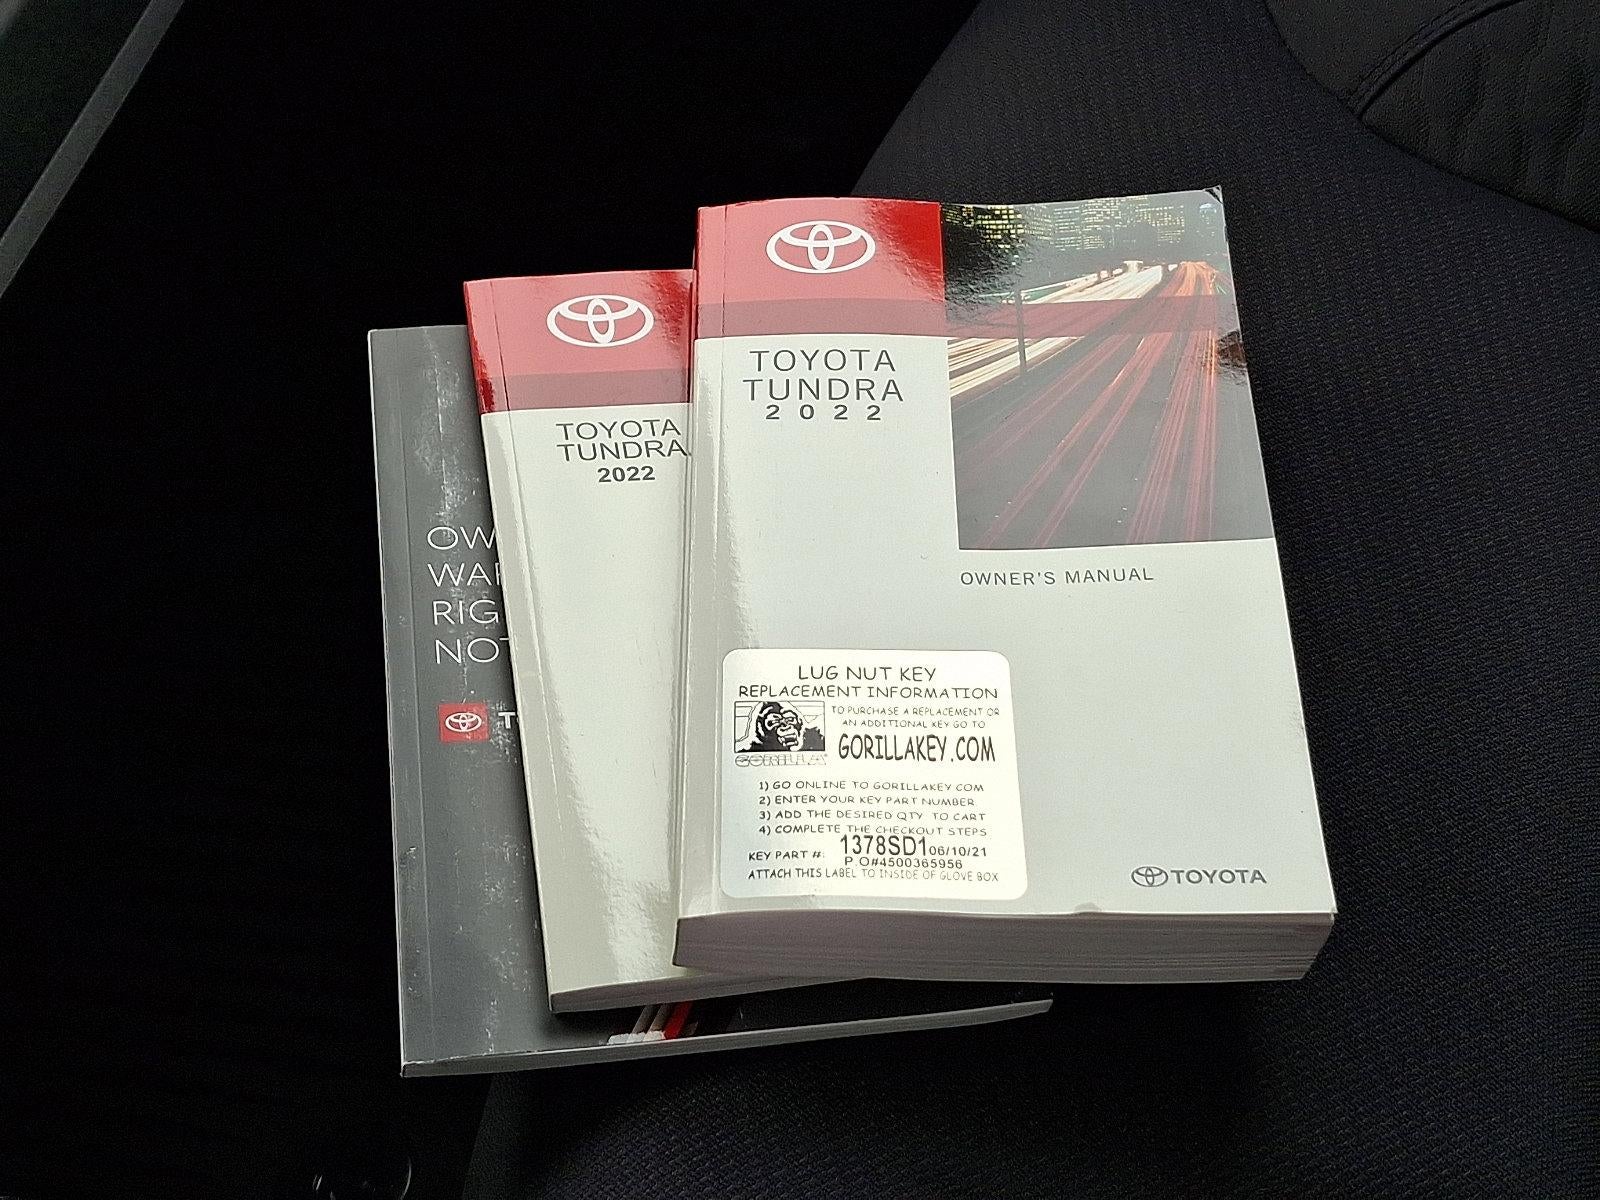 TOYOTA
TUNDRA
2022
OWNER'S MANUAL
LUG NUT KEY
REPLACEMENT INFORMATION
TO PURCHASE A REPLACEMENT OR
AN ADDITIONAL KEY GO TO
GORILLAKEY.COM
GORILLA
1) GO ONLINE TO GORILLAKEY.COM
2) ENTER YOUR KEY PART NUMBER
3) ADD THE DESIRED QTY TO CART
4) COMPLETE THE CHECKOUT STEPS
KEY PART #: 1378SD1 06/10/21
P.O#4500365956
ATTACH THIS LABEL TO INSIDE OF GLOVE BOX
TOYOTA
TOYOTA
TUNDRA
2022